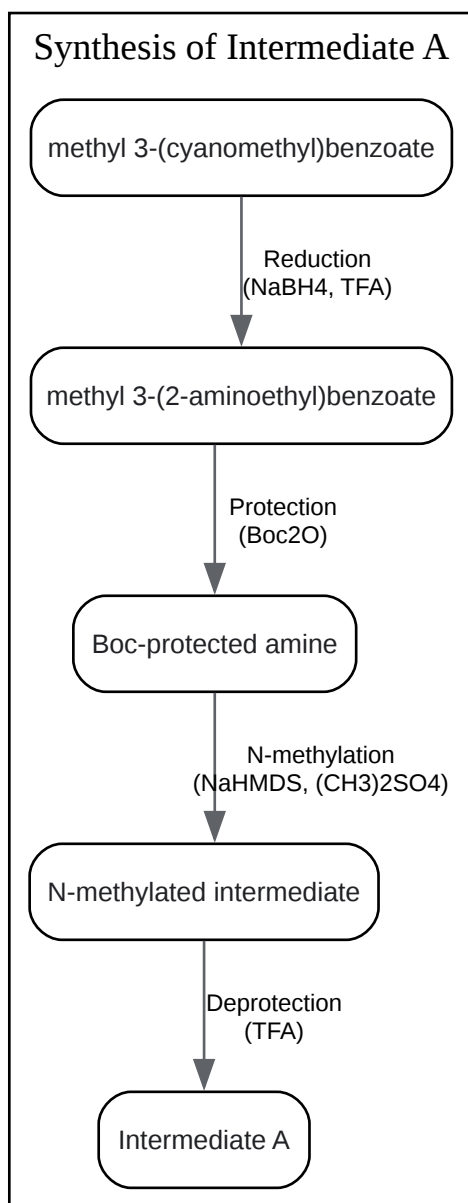 Synthesis of Intermediate A
methyl 3-(cyanomethyl)benzoate
Reduction
(NaBH4, TFA)
methyl 3-(2-aminoethyl)benzoate
Protection
(Boc2O)
Boc-protected amine
N-methylation
(NaHMDS, (CH3)2SO4)
N-methylated intermediate
Deprotection
(TFA)
Intermediate A